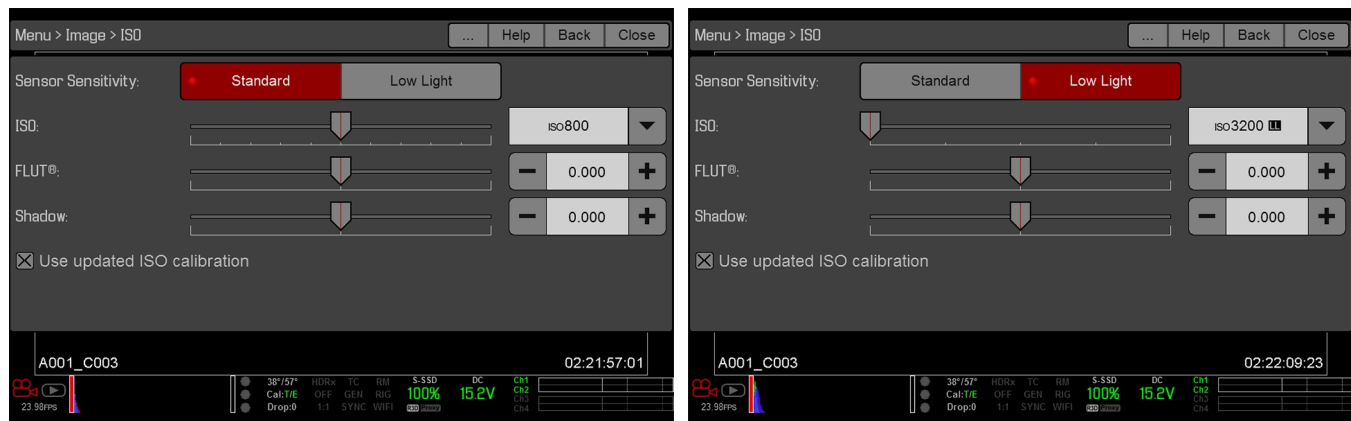 Menu > Image > ISO ... Help Back Close
Sensor Sensitivity: Standard Low Light
ISO: ISO800
FLUT®: 0.000
Shadow: 0.000
Use updated ISO calibration
A001_C003 02:21:57:01
38°/57° HDRx TC RM S-SSD DC Ch1
Cal:T/E OFF GEN RIG 100% 15.2V Ch2
23.98FPS Drop:0 1:1 SYNC WIFI R3D Proxy Ch3
Ch4
Menu > Image > ISO ... Help Back Close
Sensor Sensitivity: Standard Low Light
ISO: ISO3200 LL
FLUT®: 0.000
Shadow: 0.000
Use updated ISO calibration
A001_C003 02:22:09:23
38°/57° HDRx TC RM S-SSD DC Ch1
Cal:T/E OFF GEN RIG 100% 15.2V Ch2
23.98FPS Drop:0 1:1 SYNC WIFI R3D Proxy Ch3
Ch4